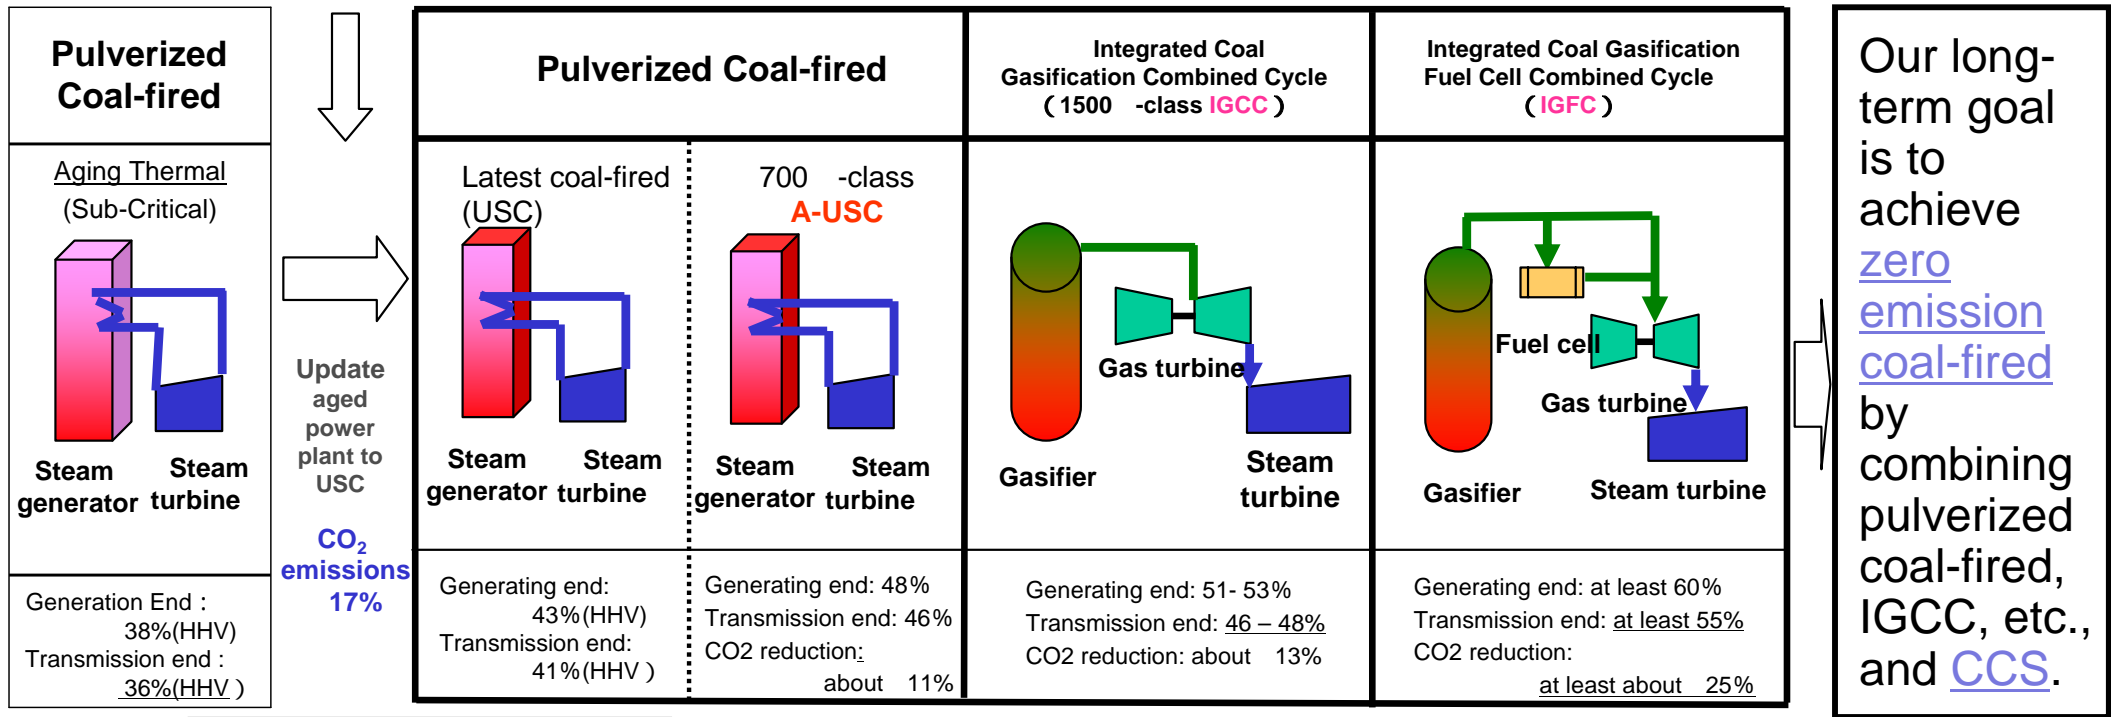 Pulverized
Coal-fired
Aging Thermal
(Sub-Critical)
Steam
generator
Steam
turbine
Generation End :
38%(HHV)
Transmission end :
36%(HHV )
Update
aged
power
plant to
USC
CO2
emissions
17%
Pulverized Coal-fired
Latest coal-fired
(USC)
Steam
generator
Steam
turbine
Generating end:
43%(HHV)
Transmission end:
41%(HHV )
700 -class
A-USC
Steam
generator
Steam
turbine
Generating end: 48%
Transmission end: 46%
CO2 reduction:
about 11%
Integrated Coal
Gasification Combined Cycle
( 1500 -class IGCC )
Gas turbine
Gasifier
Steam
turbine
Generating end: 51- 53%
Transmission end: 46 – 48%
CO2 reduction: about 13%
Integrated Coal Gasification
Fuel Cell Combined Cycle
( IGFC )
Fuel cell
Gas turbine
Gasifier
Steam turbine
Generating end: at least 60%
Transmission end: at least 55%
CO2 reduction:
at least about 25%
Our long-
term goal
is to
achieve
zero
emission
coal-fired
by
combining
pulverized
coal-fired,
IGCC, etc.,
and CCS.